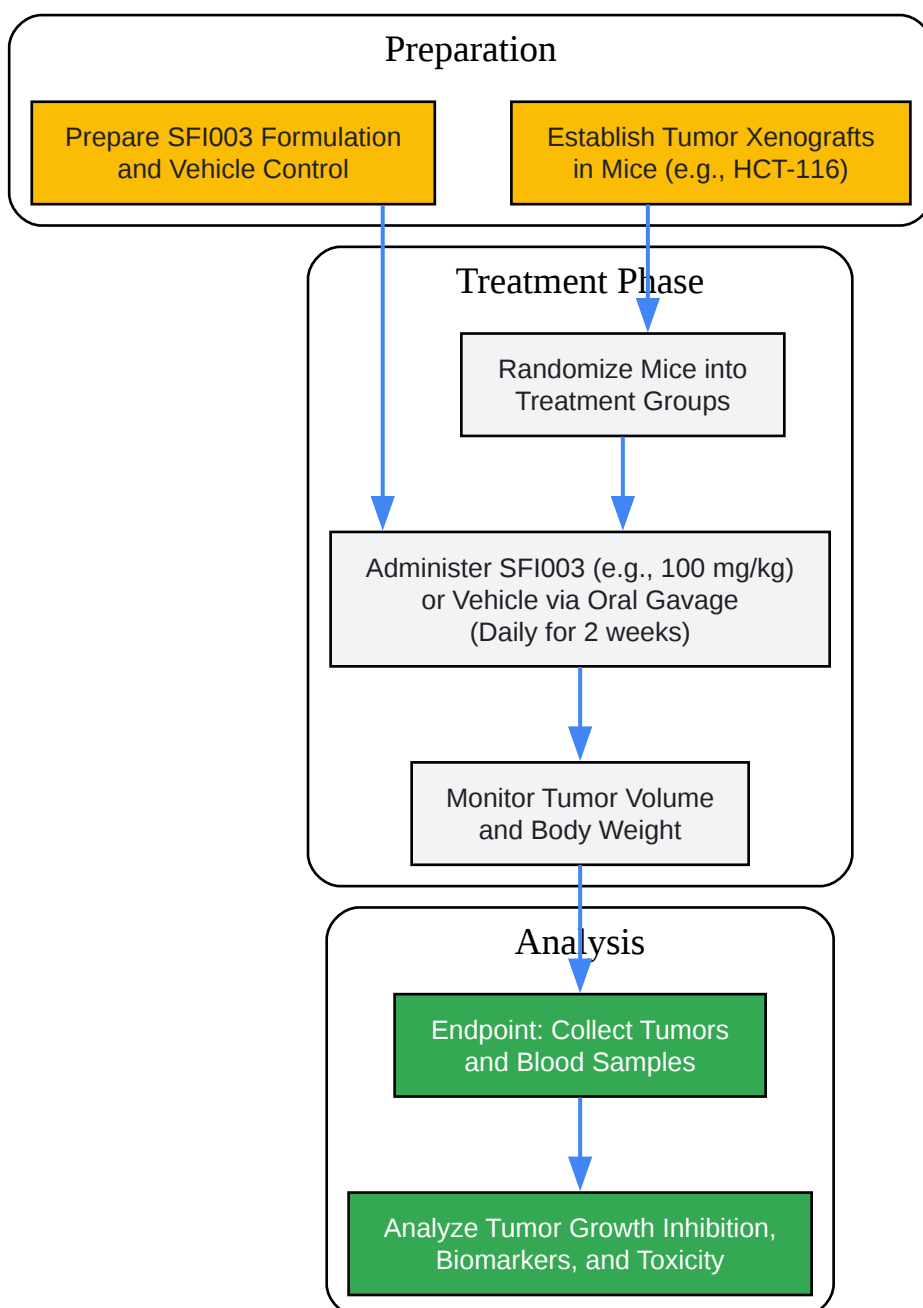 Preparation
Prepare SFI003 Formulation
and Vehicle Control
Establish Tumor Xenografts
in Mice (e.g., HCT-116)
Treatment Phase
Randomize Mice into
Treatment Groups
Administer SFI003 (e.g., 100 mg/kg)
or Vehicle via Oral Gavage
(Daily for 2 weeks)
Monitor Tumor Volume
and Body Weight
Analysis
Endpoint: Collect Tumors
and Blood Samples
Analyze Tumor Growth Inhibition,
Biomarkers, and Toxicity